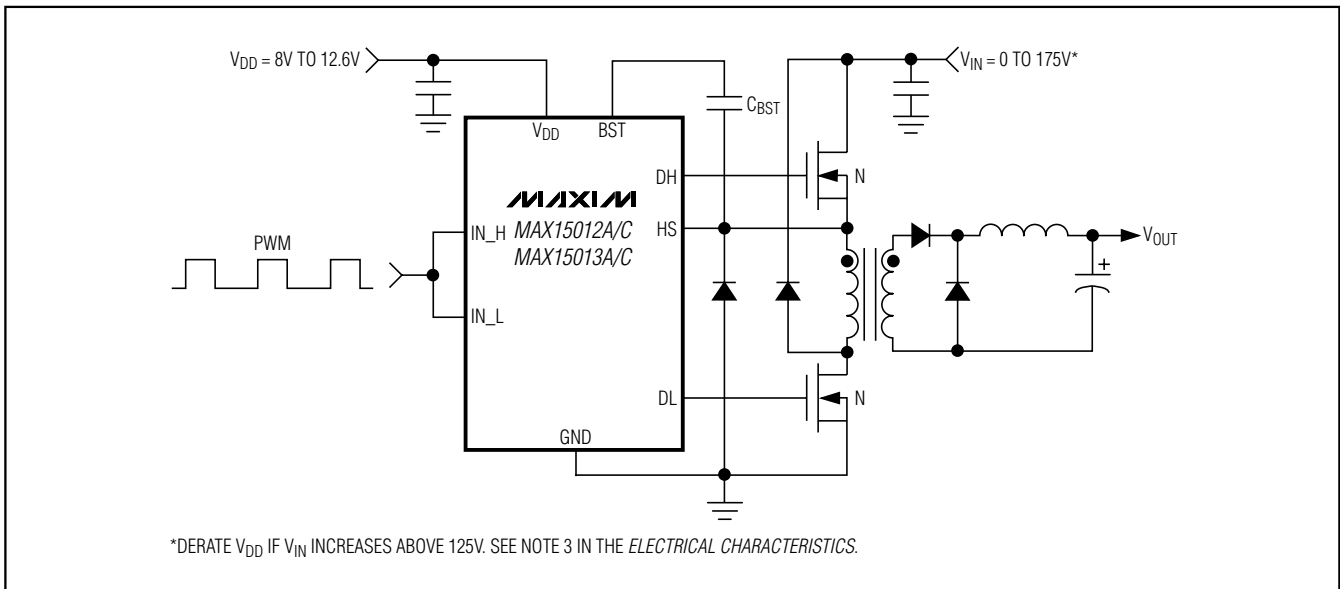 V_DD = 8V TO 12.6V
V_IN = 0 TO 175V*
C_BST
V_DD BST
DH
N
MAXIM
HS
IN_H MAX15012A/C
V_OUT
PWM
MAX15013A/C
+
IN_L
DL
N
GND
*DERATE V_DD IF V_IN INCREASES ABOVE 125V. SEE NOTE 3 IN THE ELECTRICAL CHARACTERISTICS.